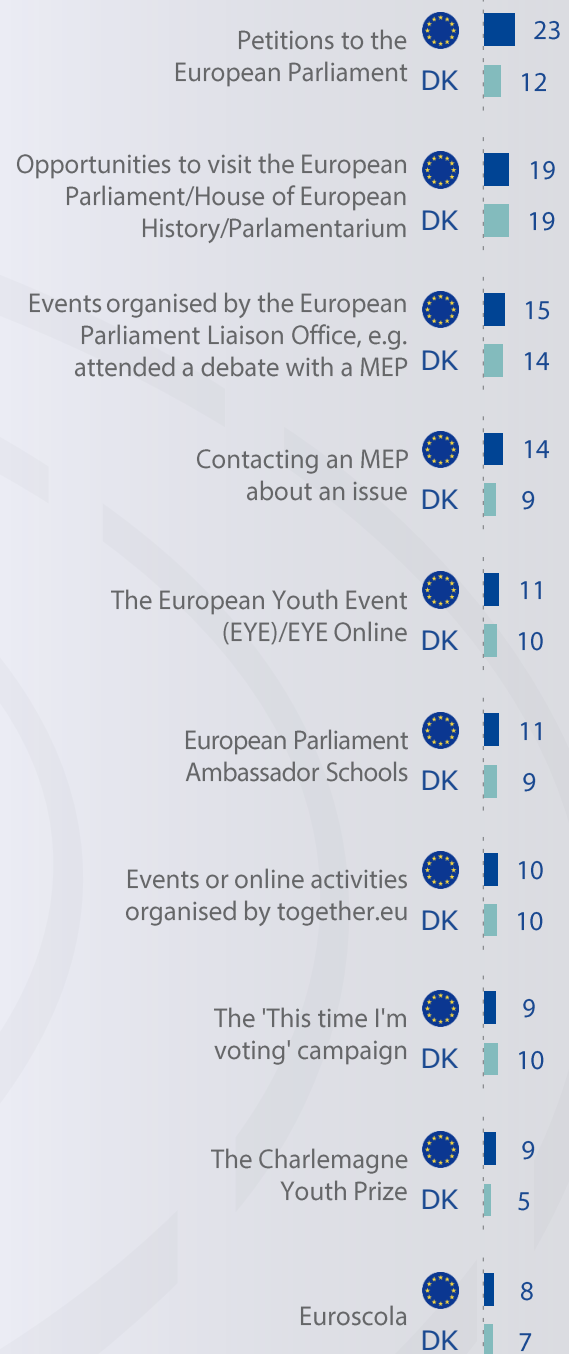 Petitions to the
European Parliament
23
DK
12
Opportunities to visit the European
Parliament/House of European
History/Parlamentarium
19
DK
19
Events organised by the European
Parliament Liaison Office, e.g.
attended a debate with a MEP
15
DK
14
Contacting an MEP
about an issue
14
DK
9
The European Youth Event
(EYE)/EYE Online
11
DK
10
European Parliament
Ambassador Schools
11
DK
9
Events or online activities
organised by together.eu
10
DK
10
The 'This time I'm
voting' campaign
9
DK
10
The Charlemagne
Youth Prize
9
DK
5
Euroscola
8
DK
7